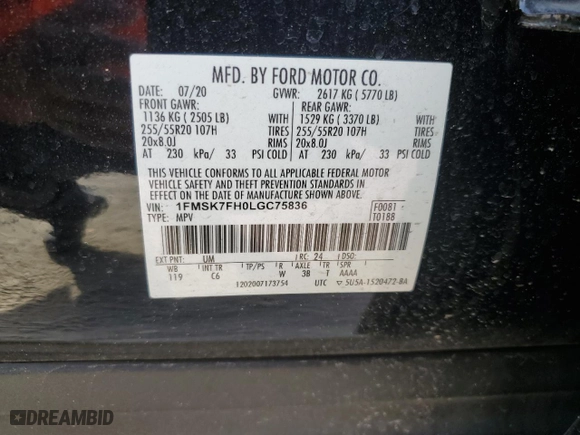 MFD. BY FORD MOTOR CO.
DATE: 07/20 GVWR: 2617 KG ( 5770 LB)
FRONT GAWR: REAR GAWR:
1136 KG ( 2505 LB) WITH 1529 KG ( 3370 LB) WITH
255/55R20 107H TIRES 255/55R20 107H TIRES
20x8.0J RIMS 20x8.0J RIMS
AT 230 kPa/ 33 PSI COLD AT 230 kPa/ 33 PSI COLD
THIS VEHICLE CONFORMS TO ALL APPLICABLE FEDERAL MOTOR
VEHICLE SAFETY AND THEFT PREVENTION STANDARDS IN
EFFECT ON THE DATE OF MANUFACTURE SHOWN ABOVE.
VIN: 1FMSK7FH0LGC75836 F0081
TYPE: MPV T0188
EXT PNT: UM RC: 24 DSO:
WB INT TR TP/PS R AXLE TR SPR
119 C6 W 38 T AAAA
1202007173754 UTC ▽ 5U5A-1520472-BA
DREAMBID